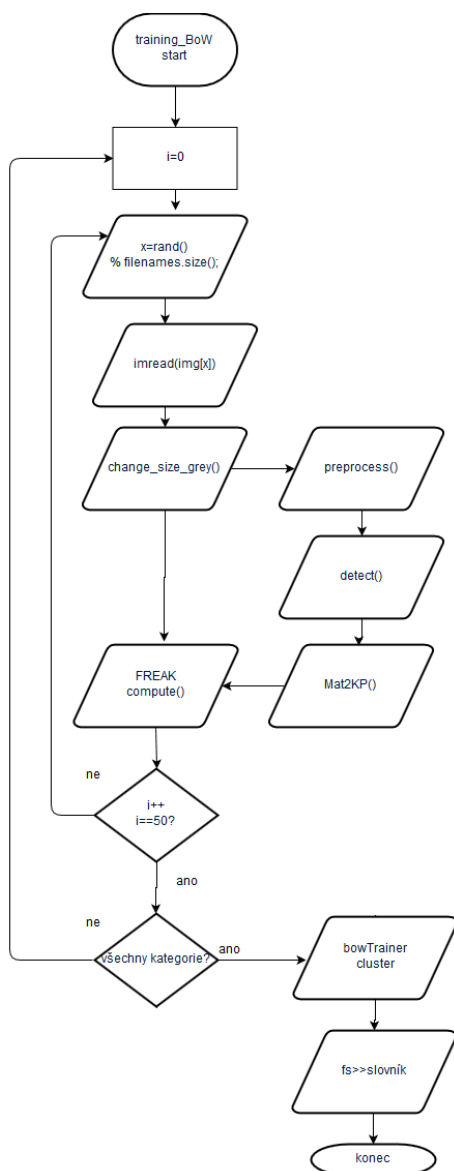 training_BoW
start
i=0
x=rand()
% filenames.size();
imread(img[x])
change_size_grey()
preprocess()
detect()
Mat2KP()
FREAK
compute()
ne
i++
i==50?
ano
ne
všechny kategorie?
ano
bowTrainer
cluster
fs>>slovník
konec